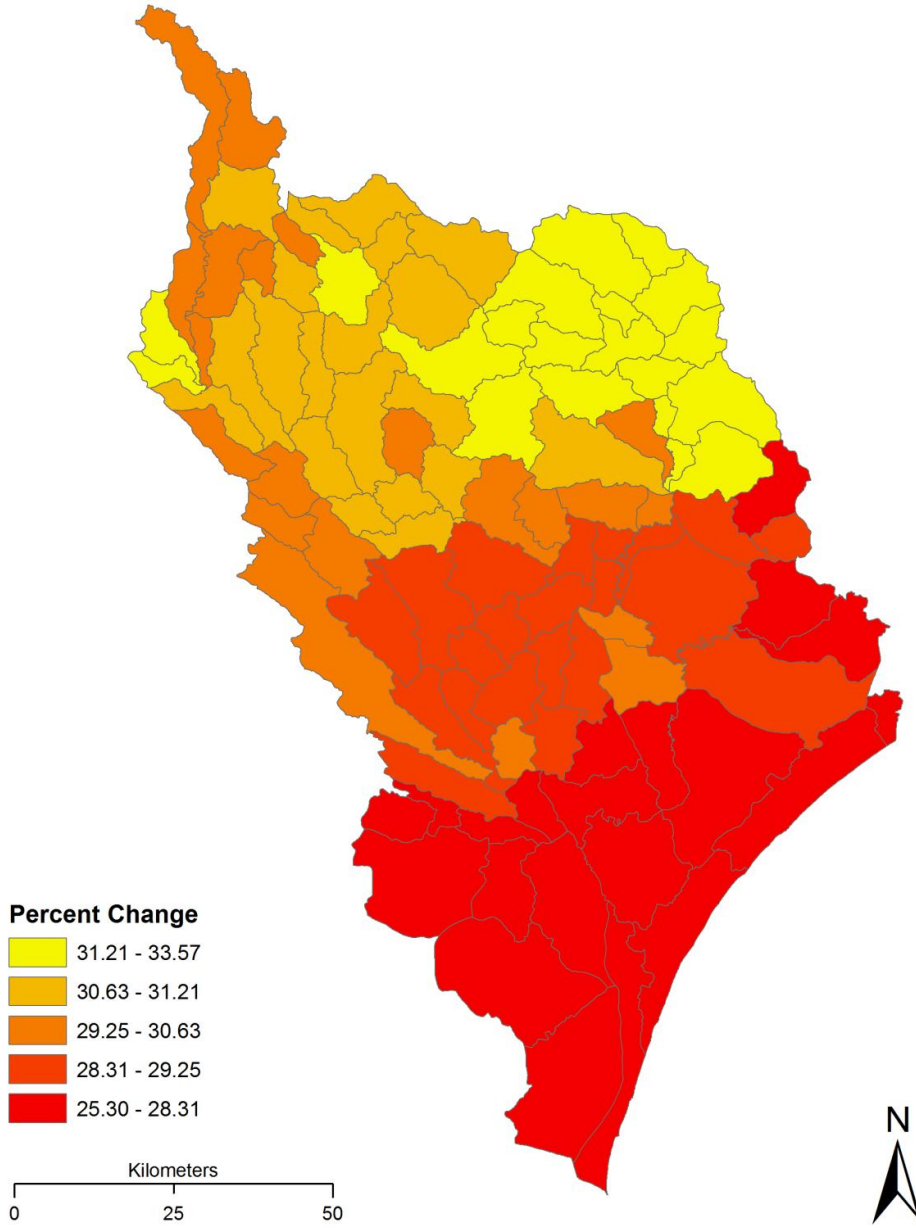 Percent Change
31.21 - 33.57
30.63 - 31.21
29.25 - 30.63
28.31 - 29.25
25.30 - 28.31
Kilometers
0 25 50
N